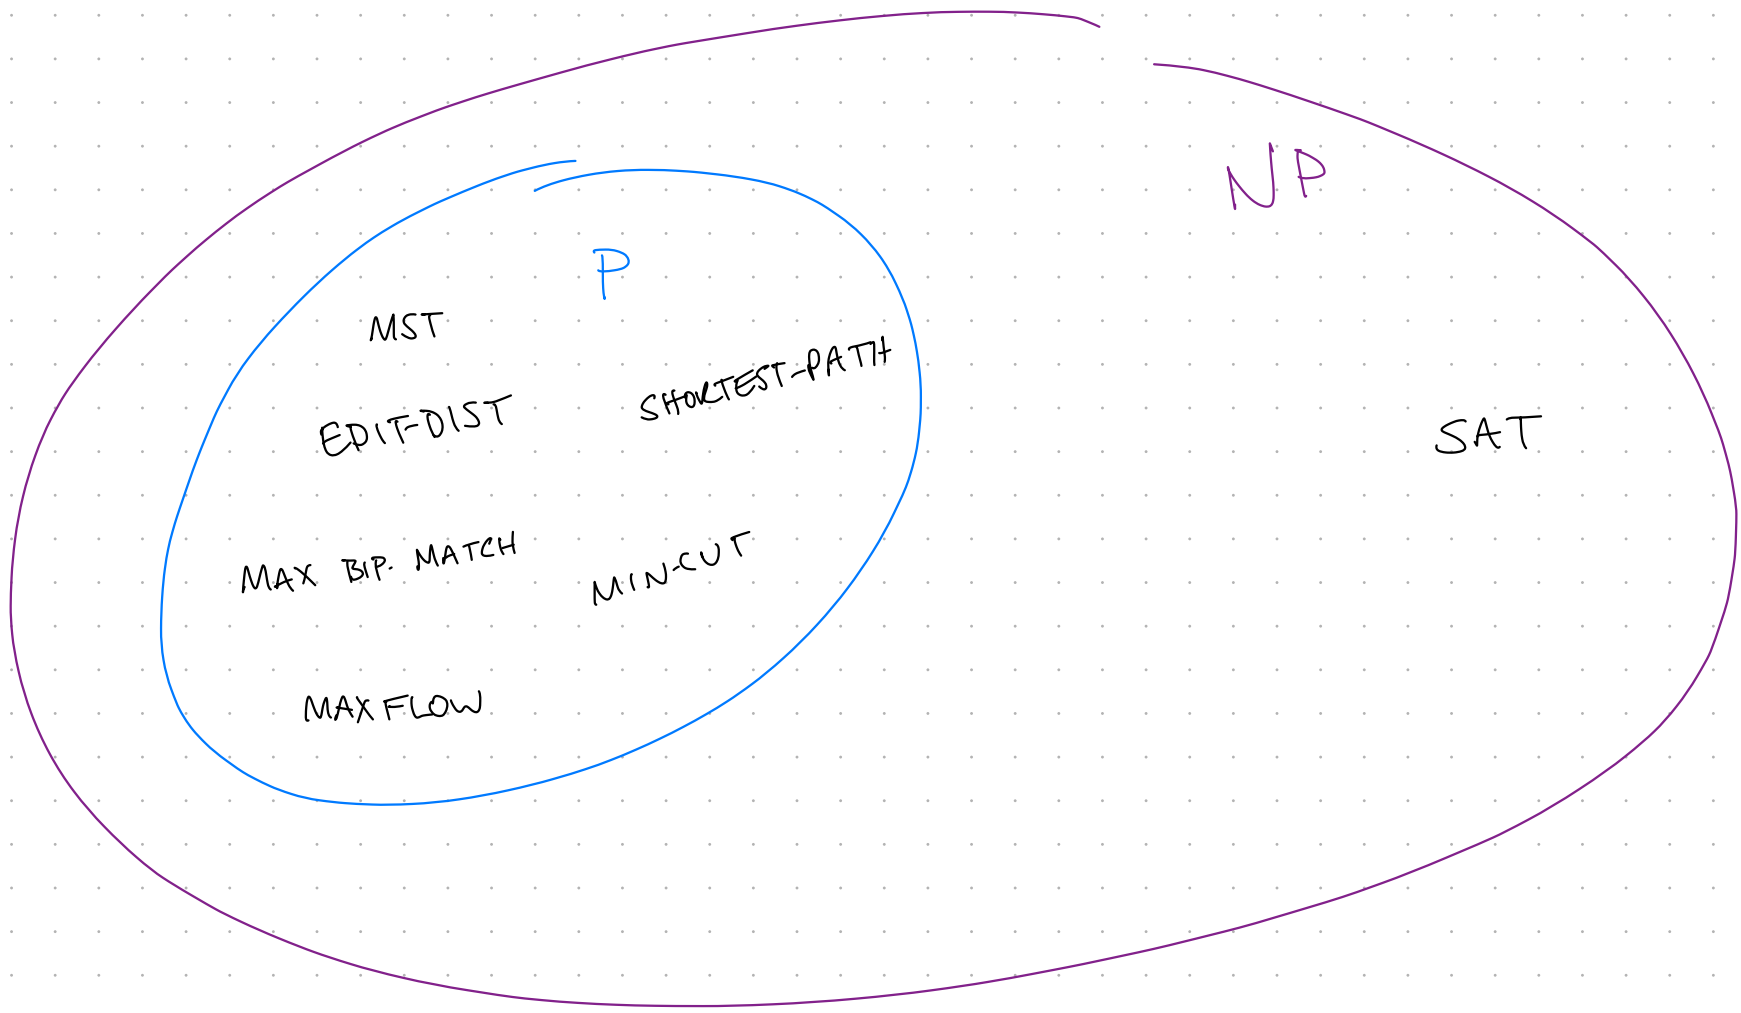 NP
P
MST
SHORTEST-PATH
EDIT-DIST
SAT
MAX BIP. MATCH
MIN-CUT
MAX FLOW